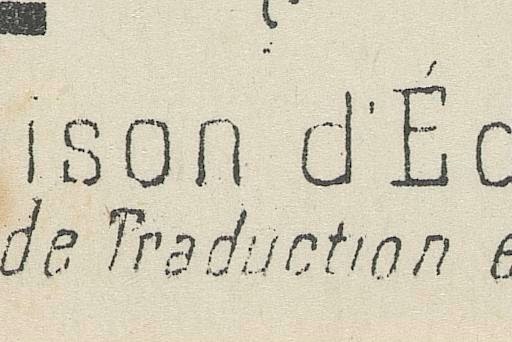 ison d'Éc
de Traduction e